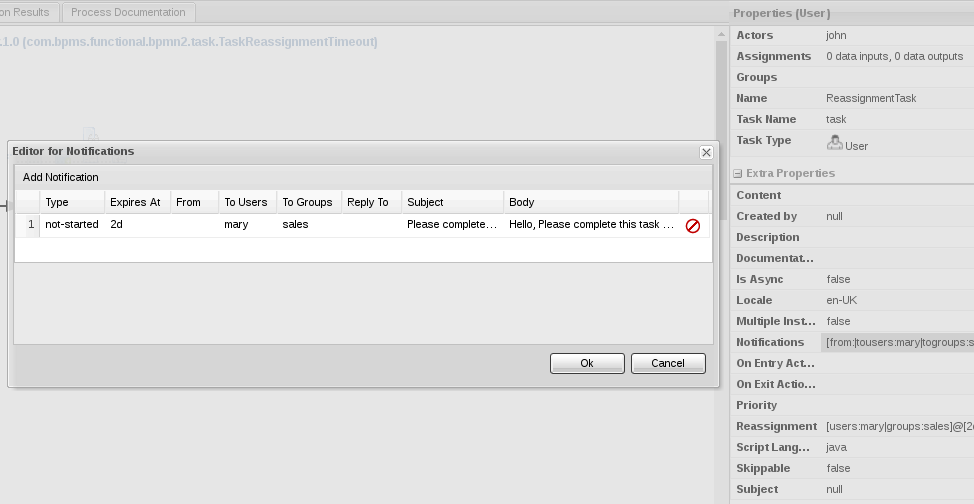 on Results
Process Documentation
.1.0 (com.bpms.functional.bpmn2.task.TaskReassignmentTimeout)
Editor for Notifications
Add Notification
Type Expires At From To Users To Groups Reply To Subject Body
1 not-started 2d mary sales Please complete... Hello, Please complete this task ...
Ok Cancel
Properties (User)
Actors john
Assignments 0 data inputs, 0 data outputs
Groups
Name ReassignmentTask
Task Name task
Task Type User
Extra Properties
Content
Created by null
Description
Documentat...
Is Async false
Locale en-UK
Multiple Inst... false
Notifications [from:|tousers:mary|togroups:s
On Entry Act...
On Exit Actio...
Priority
Reassignment [users:mary|groups:sales]@[2
Script Lang... java
Skippable false
Subject null